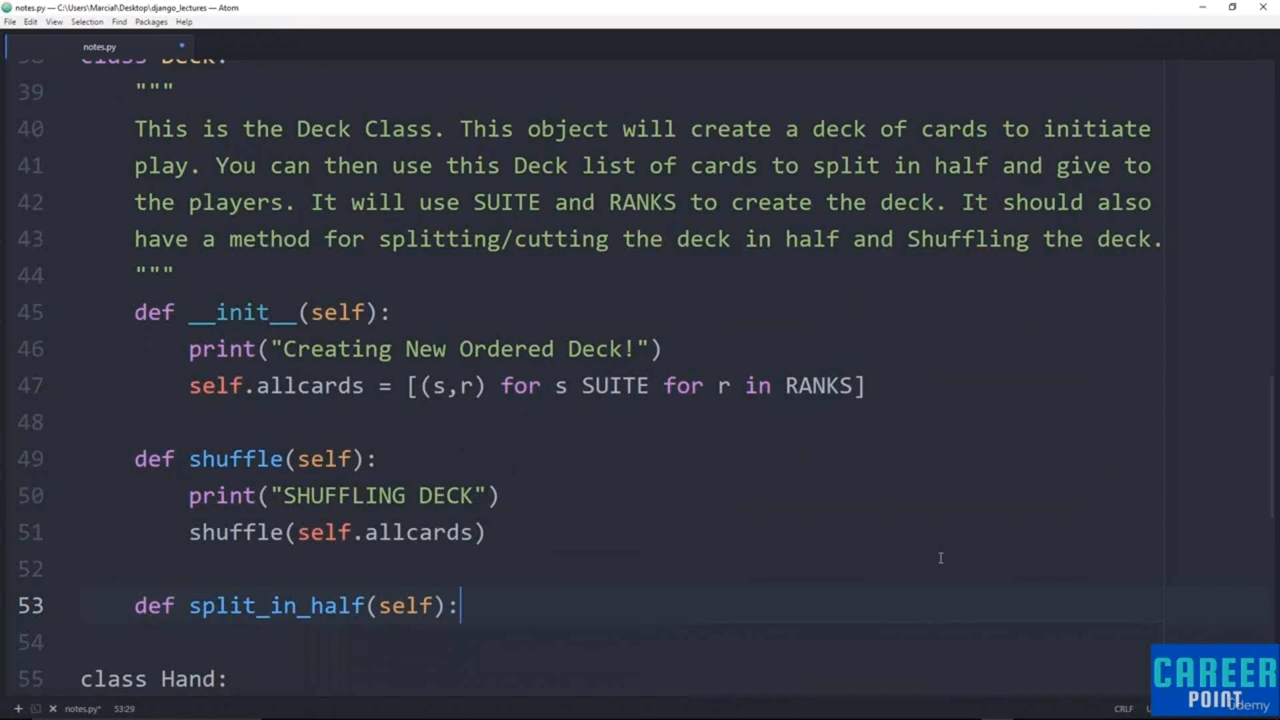 notes.py — C:\Users\Marcial\Desktop\django_lectures — Atom
File Edit View Selection Find Packages Help
notes.py
38 class Deck:
39 """
40 This is the Deck Class. This object will create a deck of cards to initiate
41 play. You can then use this Deck list of cards to split in half and give to
42 the players. It will use SUITE and RANKS to create the deck. It should also
43 have a method for splitting/cutting the deck in half and Shuffling the deck.
44 """
45 def __init__(self):
46 print("Creating New Ordered Deck!")
47 self.allcards = [(s,r) for s SUITE for r in RANKS]
48
49 def shuffle(self):
50 print("SHUFFLING DECK")
51 shuffle(self.allcards)
52
53 def split_in_half(self):
54
55 class Hand:
CAREER
POINT
Udemy
notes.py* 53:29 CRLF